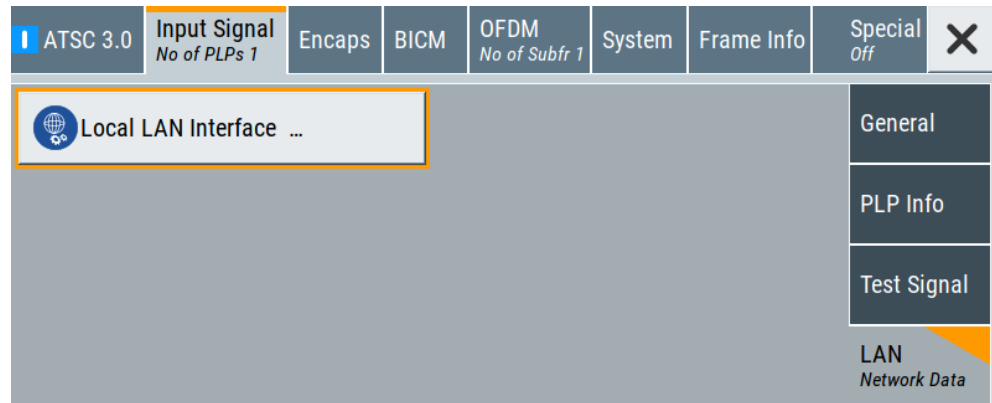 ATSC 3.0
Input Signal
No of PLPs 1
Encaps
BICM
OFDM
No of Subfr 1
System
Frame Info
Special
Off
Local LAN Interface ...
General
PLP Info
Test Signal
LAN
Network Data